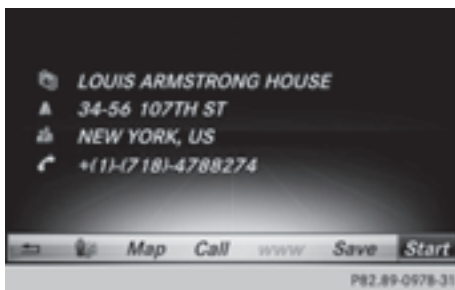 LOUIS ARMSTRONG HOUSE
34-56 107TH ST
NEW YORK, US
+(1)-(718)-4788274
Map Call www Save Start
P82.89-0978-31